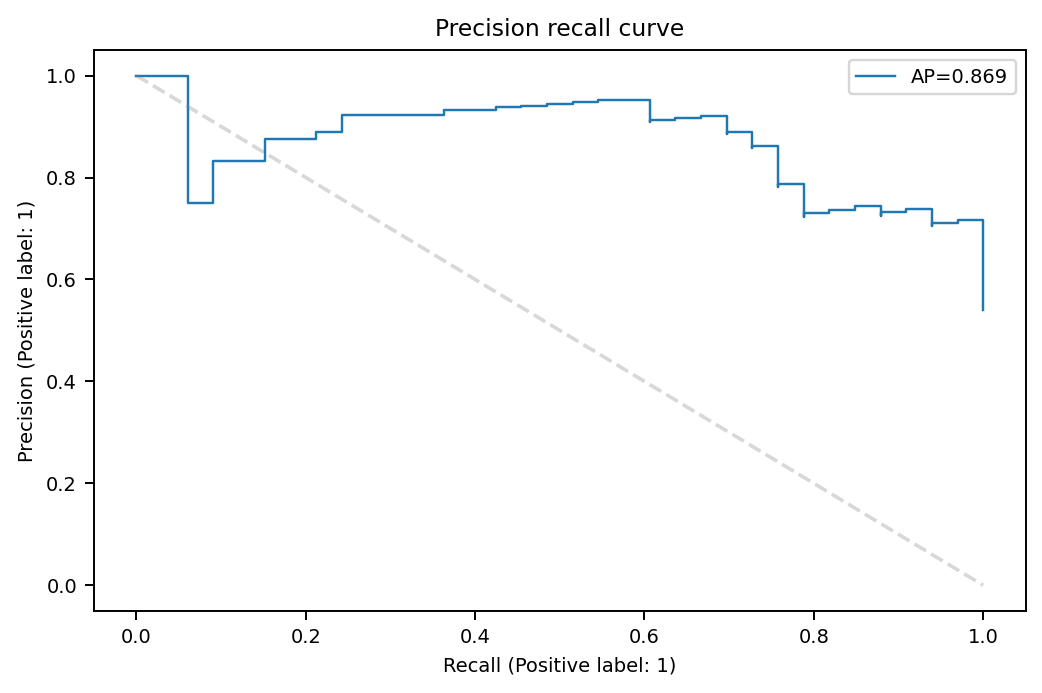 Precision recall curve
AP=0.869
Precision (Positive label: 1)
1.0
0.8
0.6
0.4
0.2
0.0
0.0 0.2 0.4 0.6 0.8 1.0
Recall (Positive label: 1)